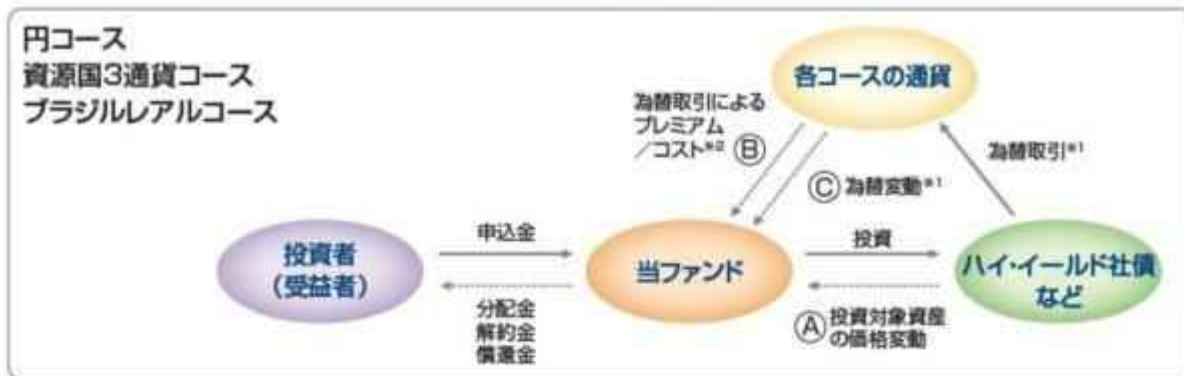 円コース
資源国3通貨コース
ブラジルレアルコース
各コースの通貨
為替取引による
プレミアム
／コスト※2 Ⓑ
為替取引※1
Ⓒ 為替変動※1
投資者
（受益者）
申込金
当ファンド
投資
ハイ・イールド社債
など
分配金
解約金
償還金
Ⓐ 投資対象資産
の価格変動